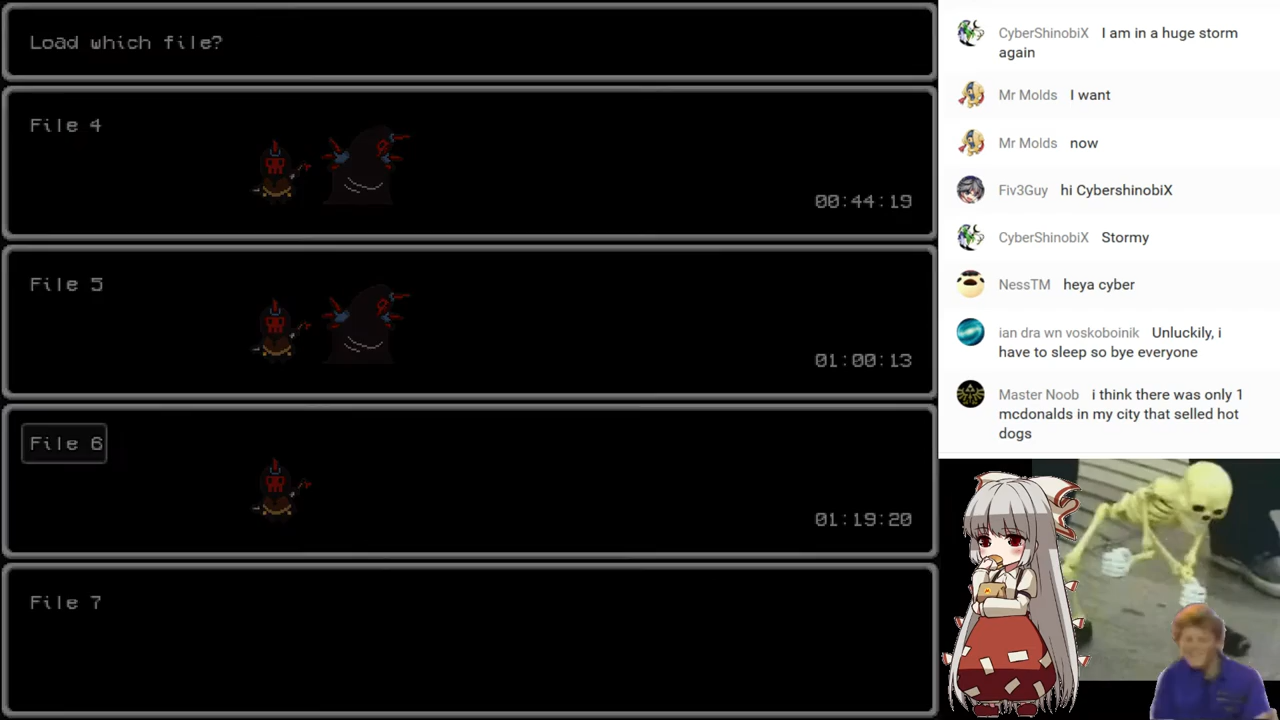 Load which file?
File 4
00:44:19
File 5
01:00:13
File 6
01:19:20
File 7
CyberShinobiX I am in a huge storm
again
Mr Molds I want
Mr Molds now
Fiv3Guy hi CybershinobiX
CyberShinobiX Stormy
NessTM heya cyber
ian dra wn voskoboinik Unluckily, i
have to sleep so bye everyone
Master Noob i think there was only 1
mcdonalds in my city that selled hot
dogs